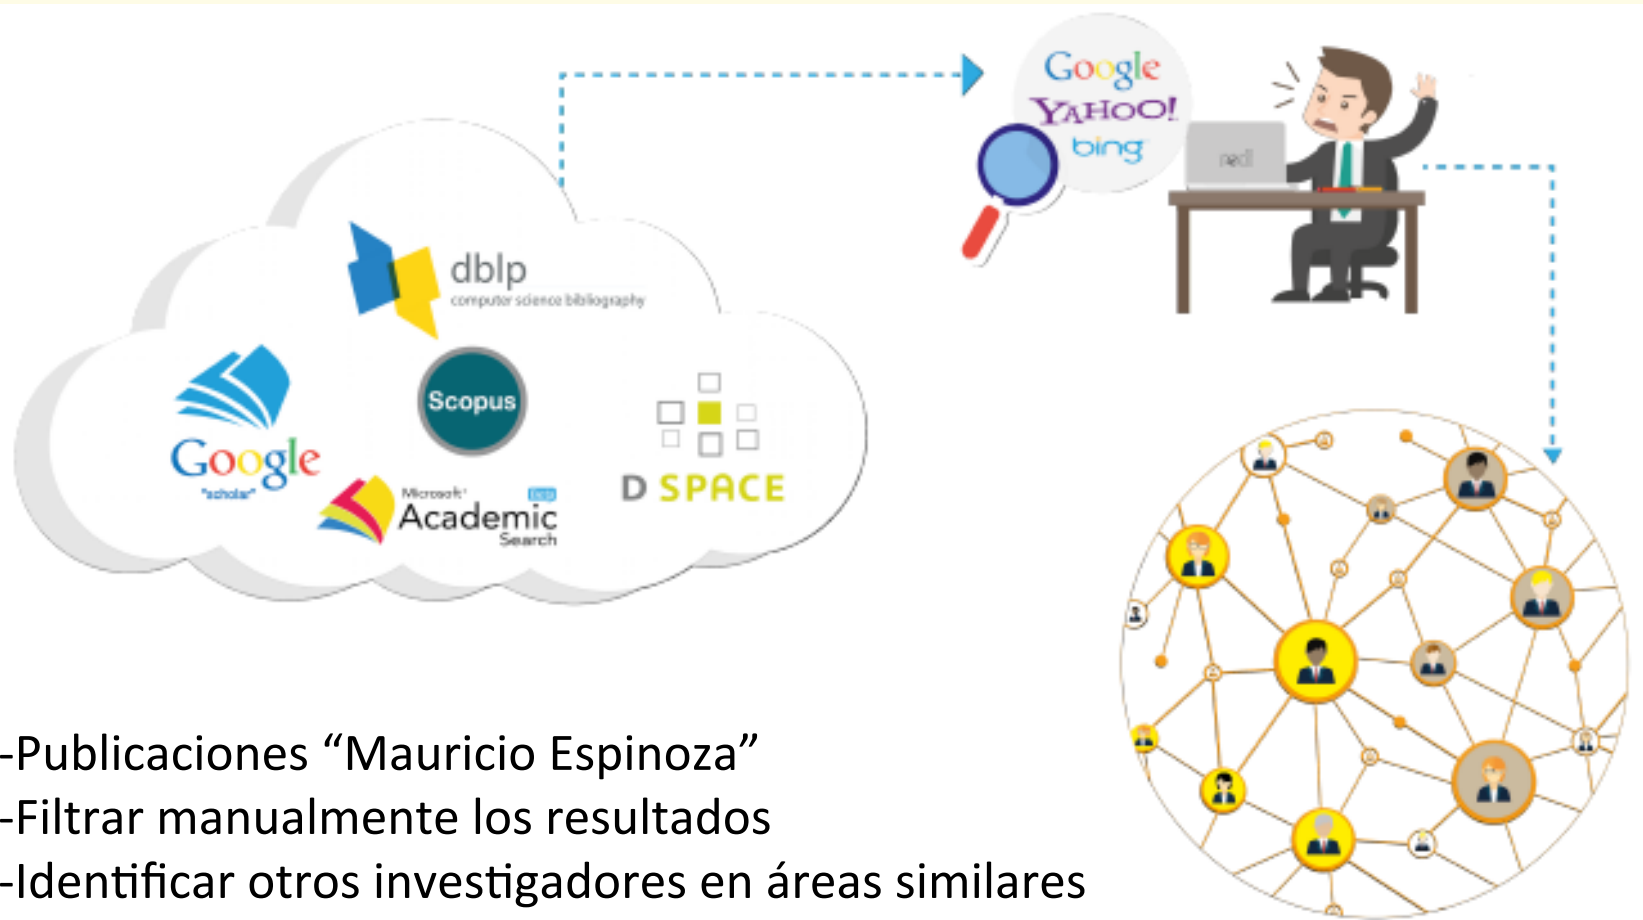 Google
YAHOO!
bing
redi
dblp
computer science bibliography
Scopus
Google
"scholar"
Microsoft
Academic
Search
D SPACE
-Publicaciones “Mauricio Espinoza”
-Filtrar manualmente los resultados
-Identificar otros investigadores en áreas similares